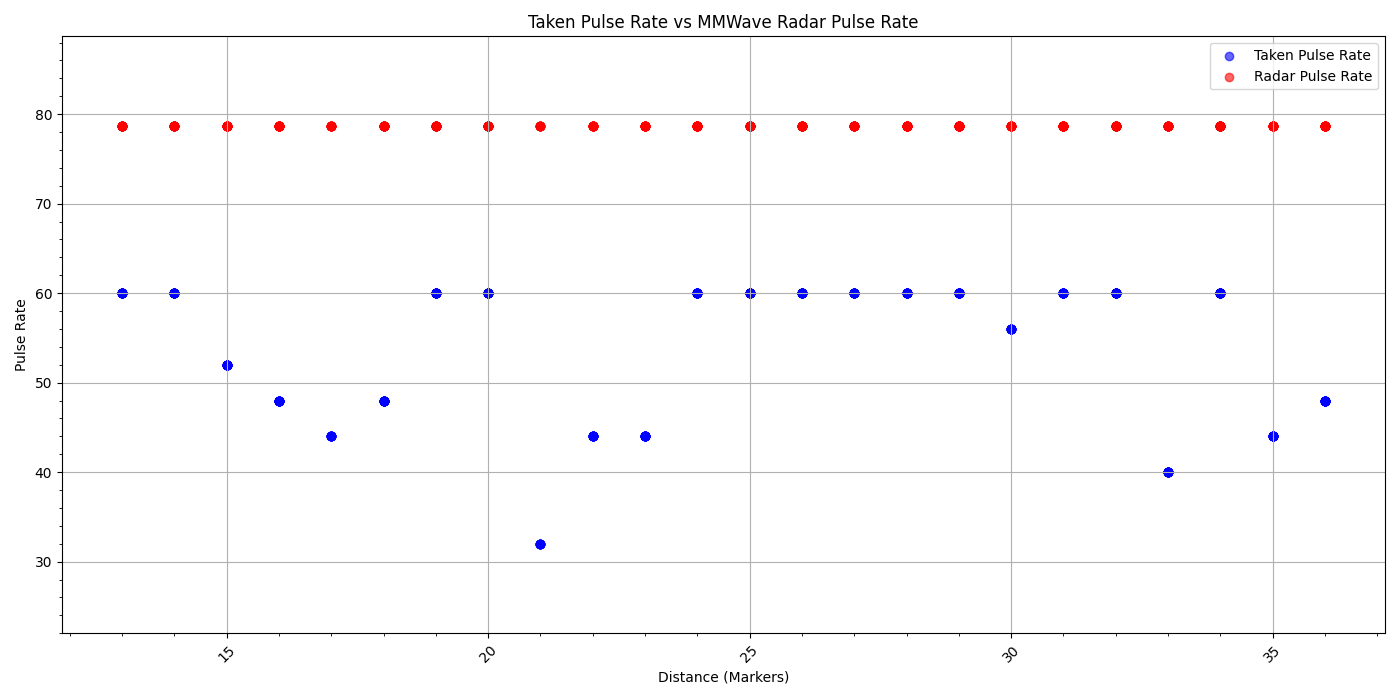 Taken Pulse Rate vs MMWave Radar Pulse Rate
Taken Pulse Rate
Radar Pulse Rate
80
70
60
50
40
30
Pulse Rate
15
20
25
30
35
Distance (Markers)